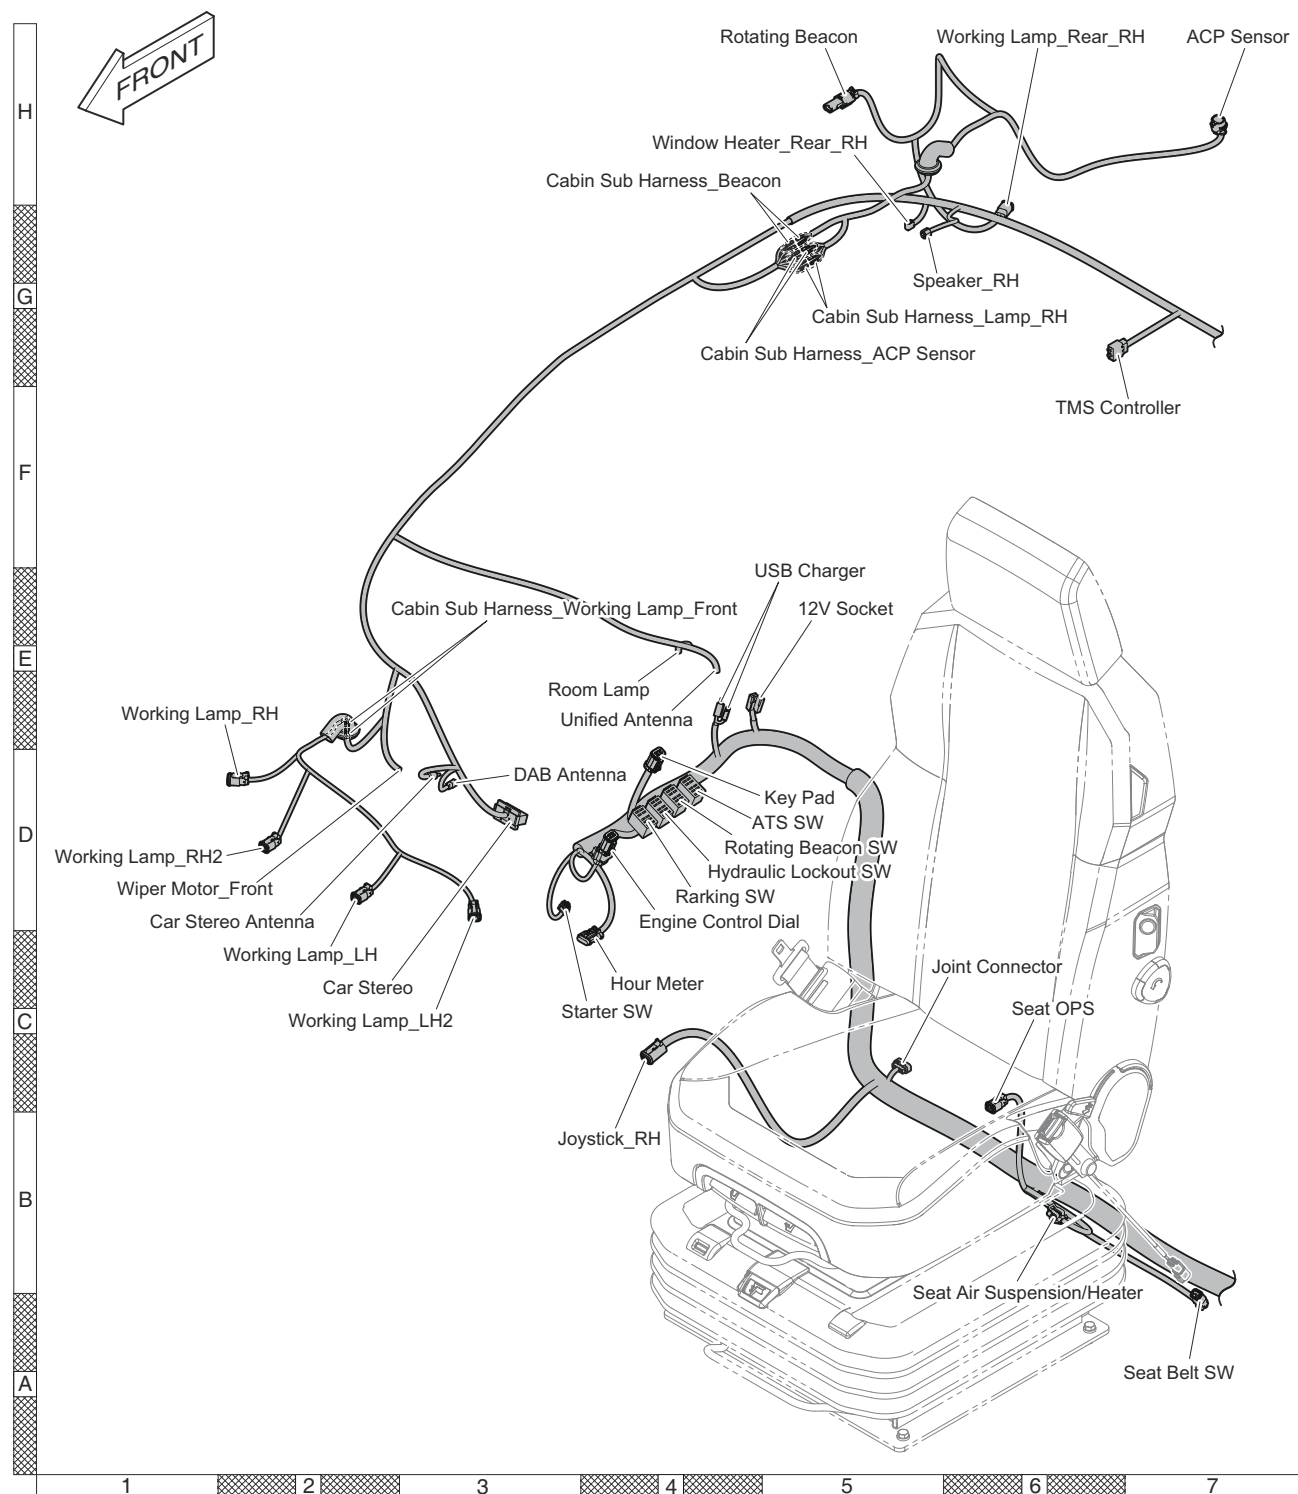 FRONT
Rotating Beacon
Working Lamp_Rear_RH
ACP Sensor
H
Window Heater_Rear_RH
Cabin Sub Harness_Beacon
Speaker_RH
G
Cabin Sub Harness_Lamp_RH
Cabin Sub Harness_ACP Sensor
TMS Controller
F
USB Charger
Cabin Sub Harness_Working Lamp_Front
12V Socket
E
Room Lamp
Working Lamp_RH
Unified Antenna
DAB Antenna
Key Pad
ATS SW
D
Rotating Beacon SW
Working Lamp_RH2
Hydraulic Lockout SW
Wiper Motor_Front
Rarking SW
Car Stereo Antenna
Engine Control Dial
Working Lamp_LH
Joint Connector
Hour Meter
Car Stereo
Seat OPS
Starter SW
C
Working Lamp_LH2
Joystick_RH
B
Seat Air Suspension/Heater
Seat Belt SW
A
1 2 3 4 5 6 7